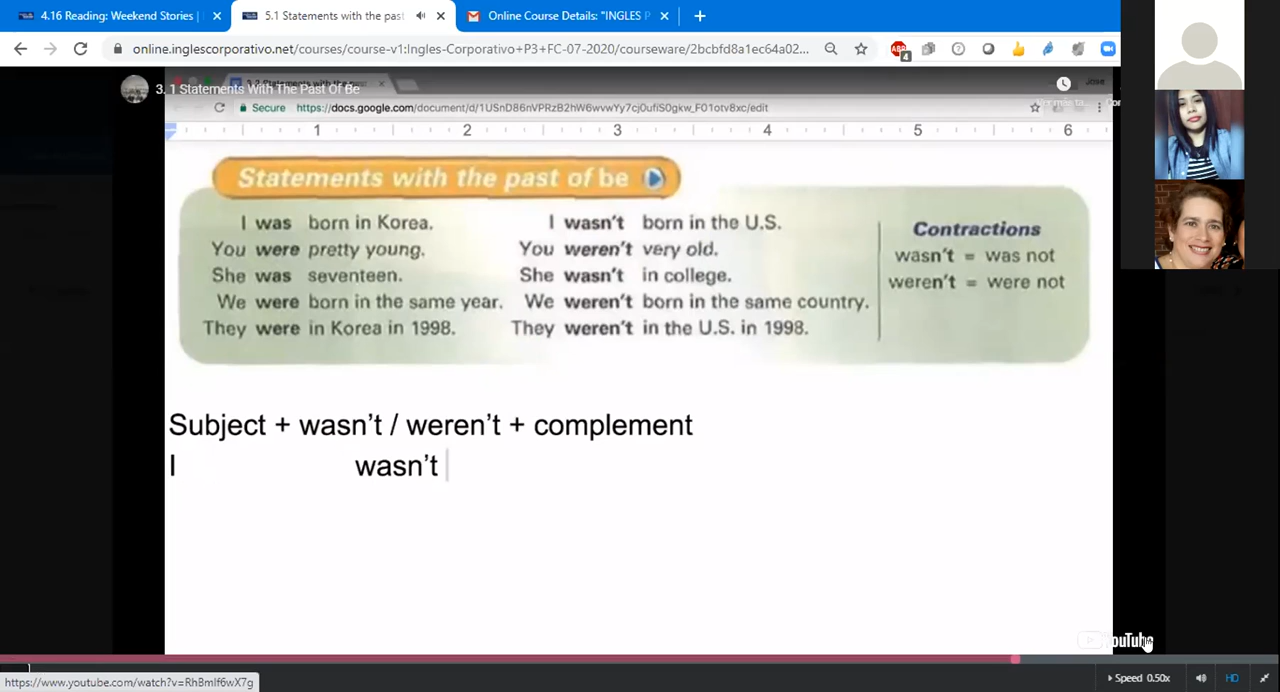 4.16 Reading: Weekend Stories |
5.1 Statements with the past
Online Course Details: "INGLES P
online.inglescorporativo.net/courses/course-v1:Ingles-Corporativo+P3+FC-07-2020/courseware/2bcbfd8a1ec64a02...
3. 1 Statements With The Past Of Be
Secure https://docs.google.com/document/d/1USnD86nVPRzB2hW6wvwYy7cj0ufiS0gkw_F01otv8xc/edit
1 2 3 4 5 6
Statements with the past of be
I was born in Korea. I wasn't born in the U.S.
You were pretty young. You weren't very old.
She was seventeen. She wasn't in college.
We were born in the same year. We weren't born in the same country.
They were in Korea in 1998. They weren't in the U.S. in 1998.
Contractions
wasn't = was not
weren't = were not
Subject + wasn't / weren't + complement
I wasn't
YouTube
Speed 0.50x
HD
https://www.youtube.com/watch?v=RhBmIf6wX7g